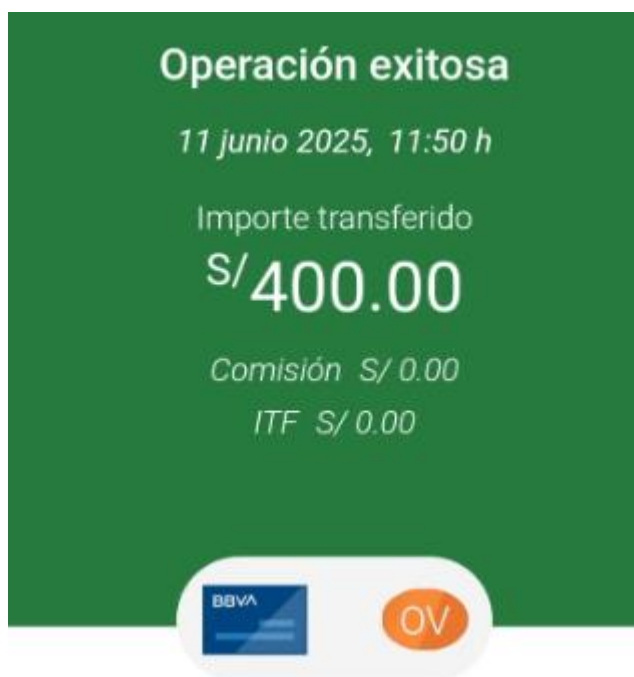 Operación exitosa
11 junio 2025, 11:50 h
Importe transferido
S/400.00
Comisión S/ 0.00
ITF S/ 0.00
BBVA
OV